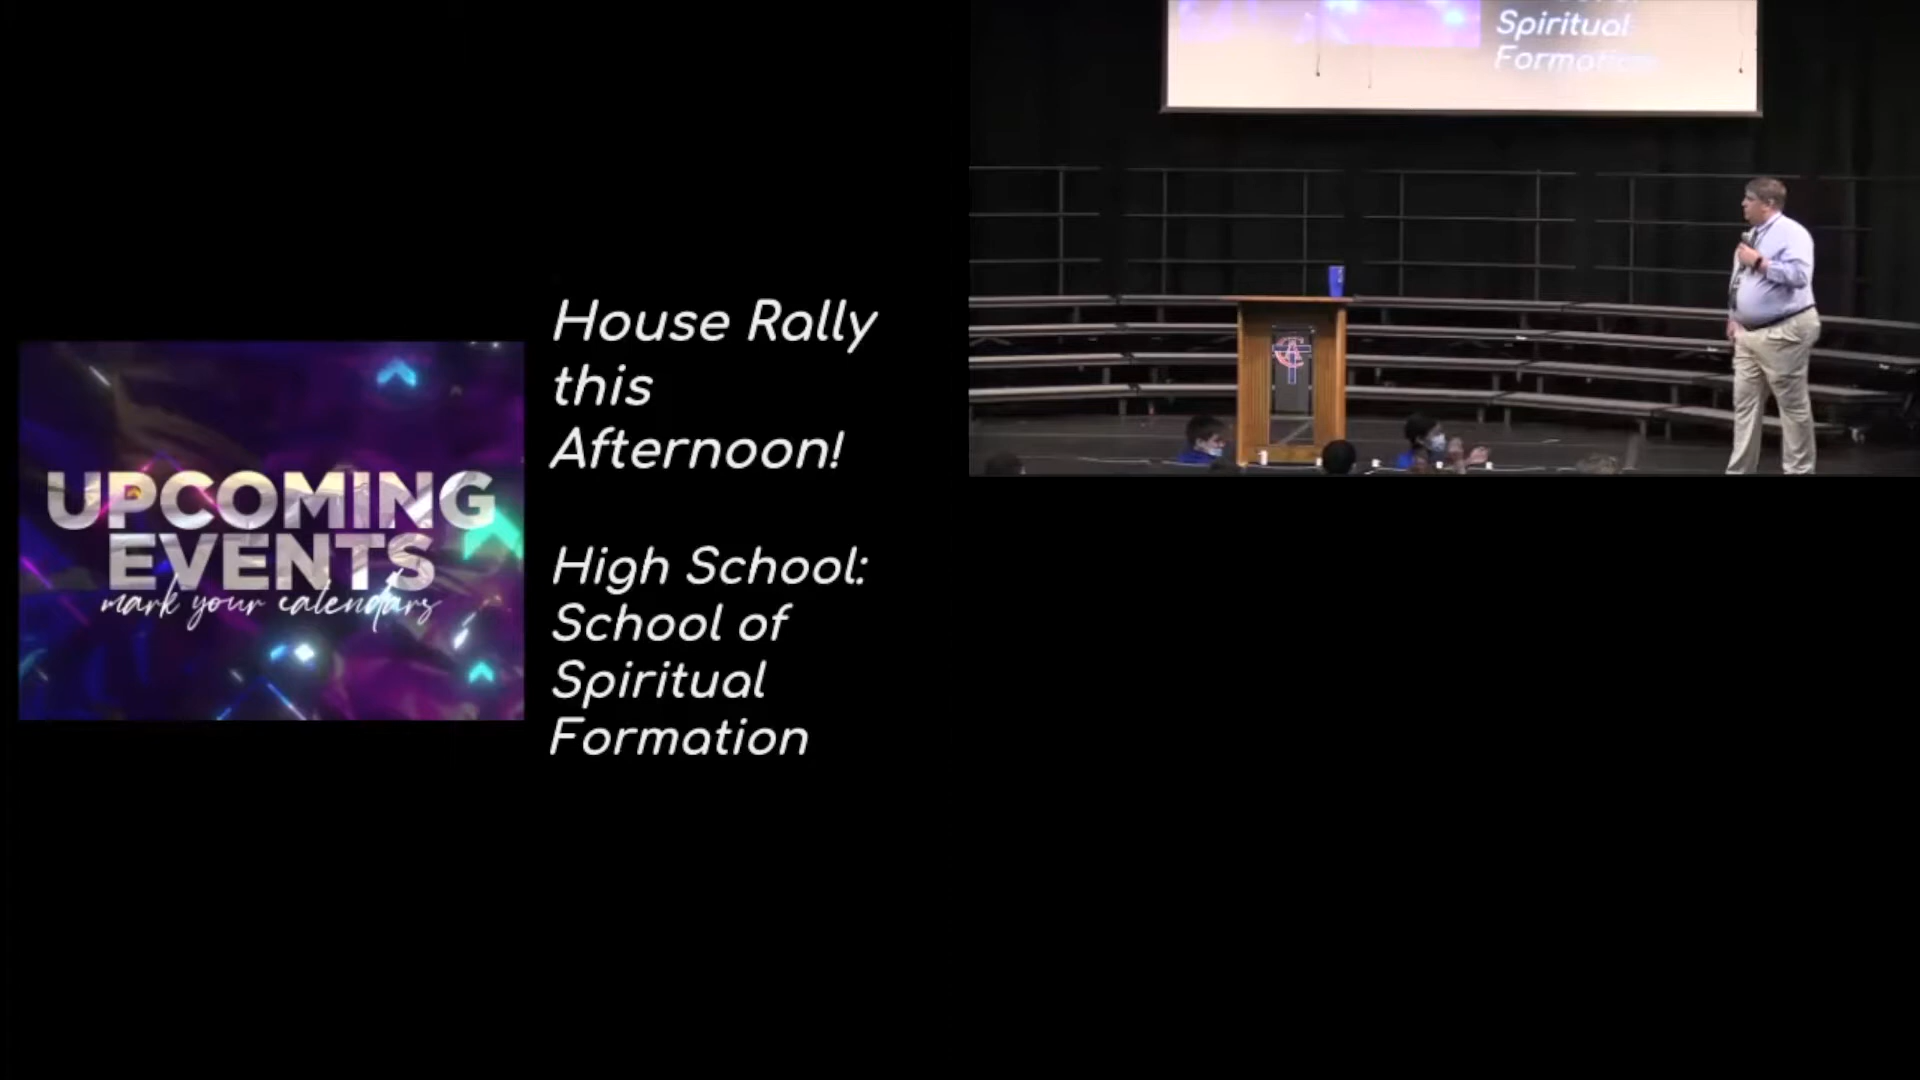 UPCOMING
EVENTS
mark your calendars
House Rally
this
Afternoon!
High School:
School of
Spiritual
Formation
Spiritual
Formation